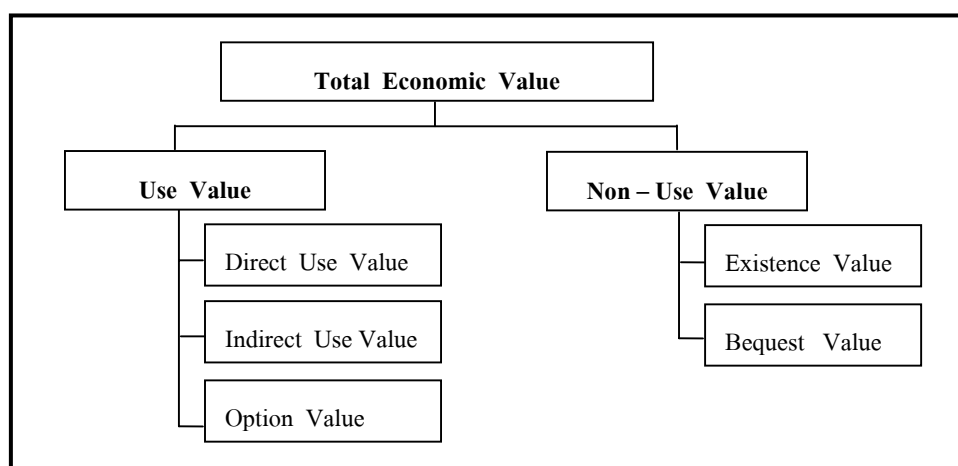 Total Economic Value
Use Value
Non – Use Value
Direct Use Value
Indirect Use Value
Option Value
Existence Value
Bequest Value